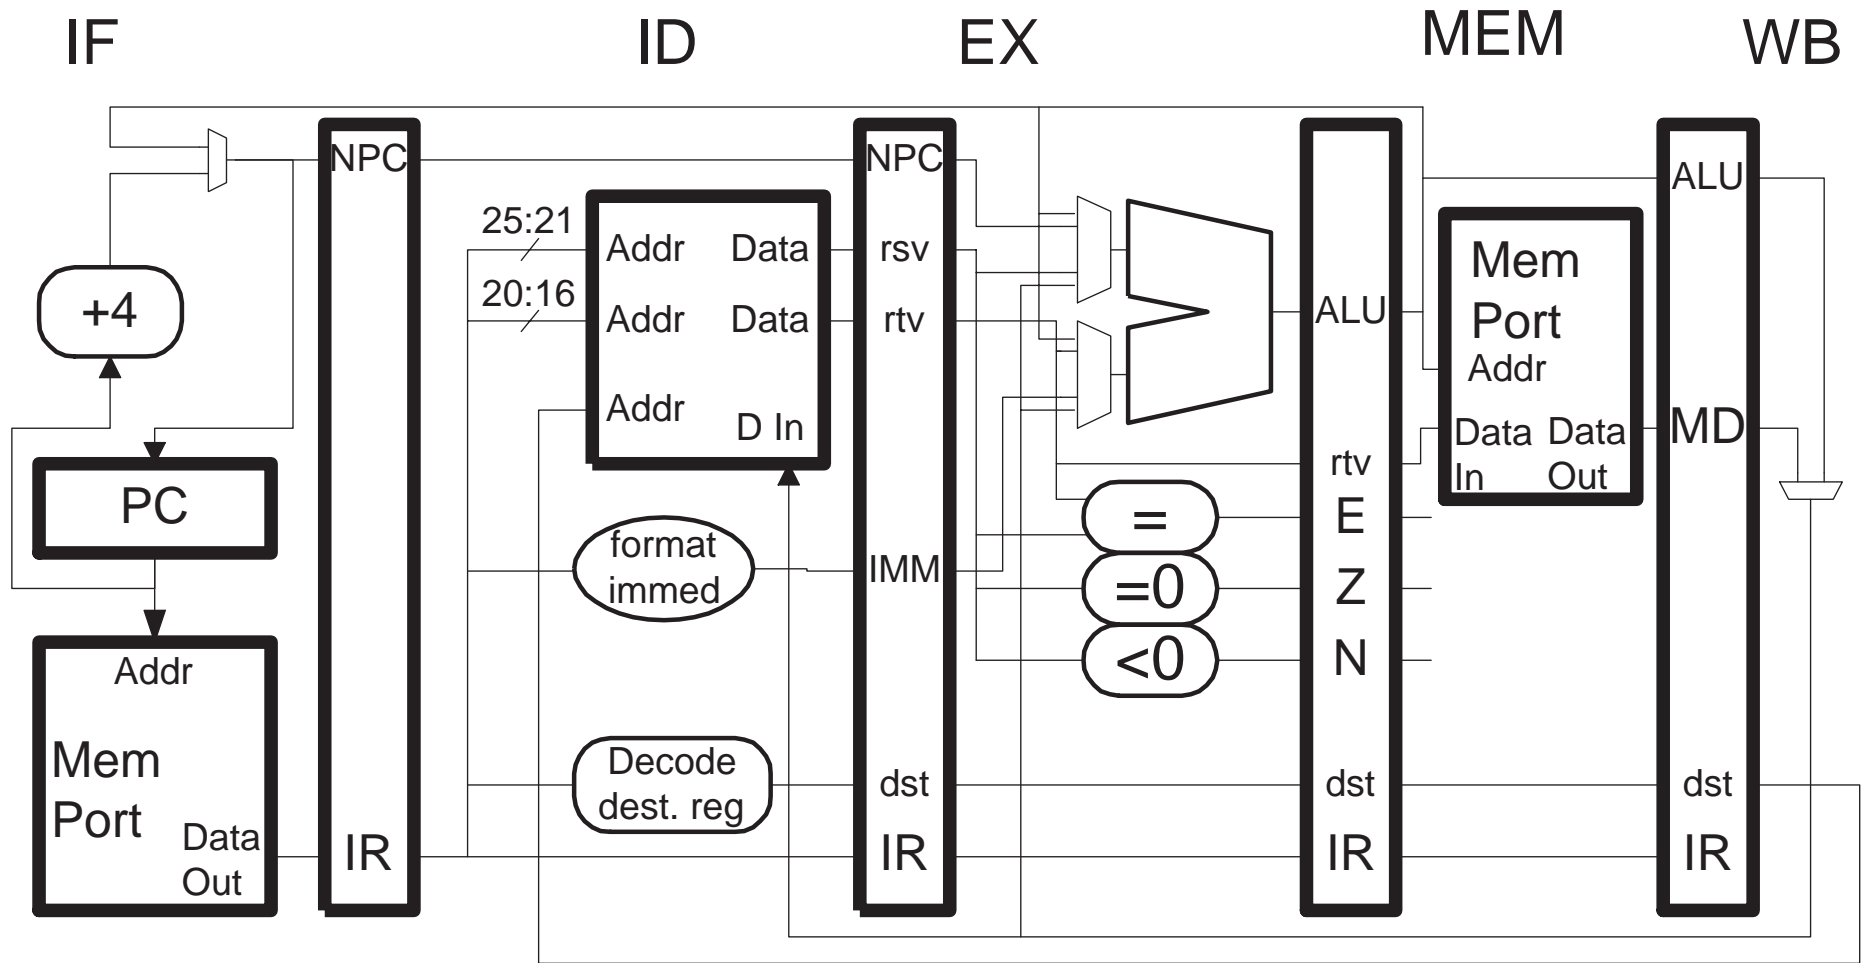 IF
ID
EX
MEM
WB
+4
PC
Addr
Mem
Port
Data
Out
NPC
IR
25:21
20:16
Addr
Data
Addr
Data
Addr
D In
format
immed
Decode
dest. reg
NPC
rsv
rtv
IMM
dst
IR
=
=0
<0
ALU
rtv
E
Z
N
dst
IR
Mem
Port
Addr
Data
In
Data
Out
ALU
MD
dst
IR